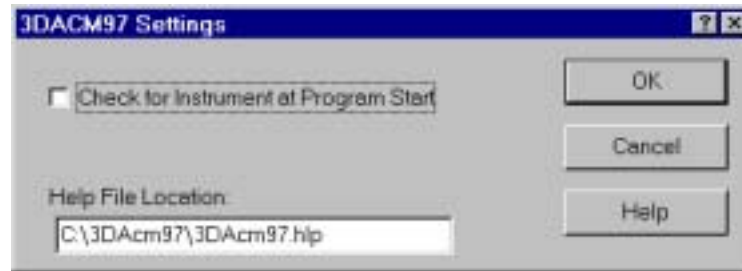 3DACM97 Settings
Check for Instrument at Program Start
OK
Cancel
Help File Location:
C:\3DAcm97\3DAcm97.hlp
Help